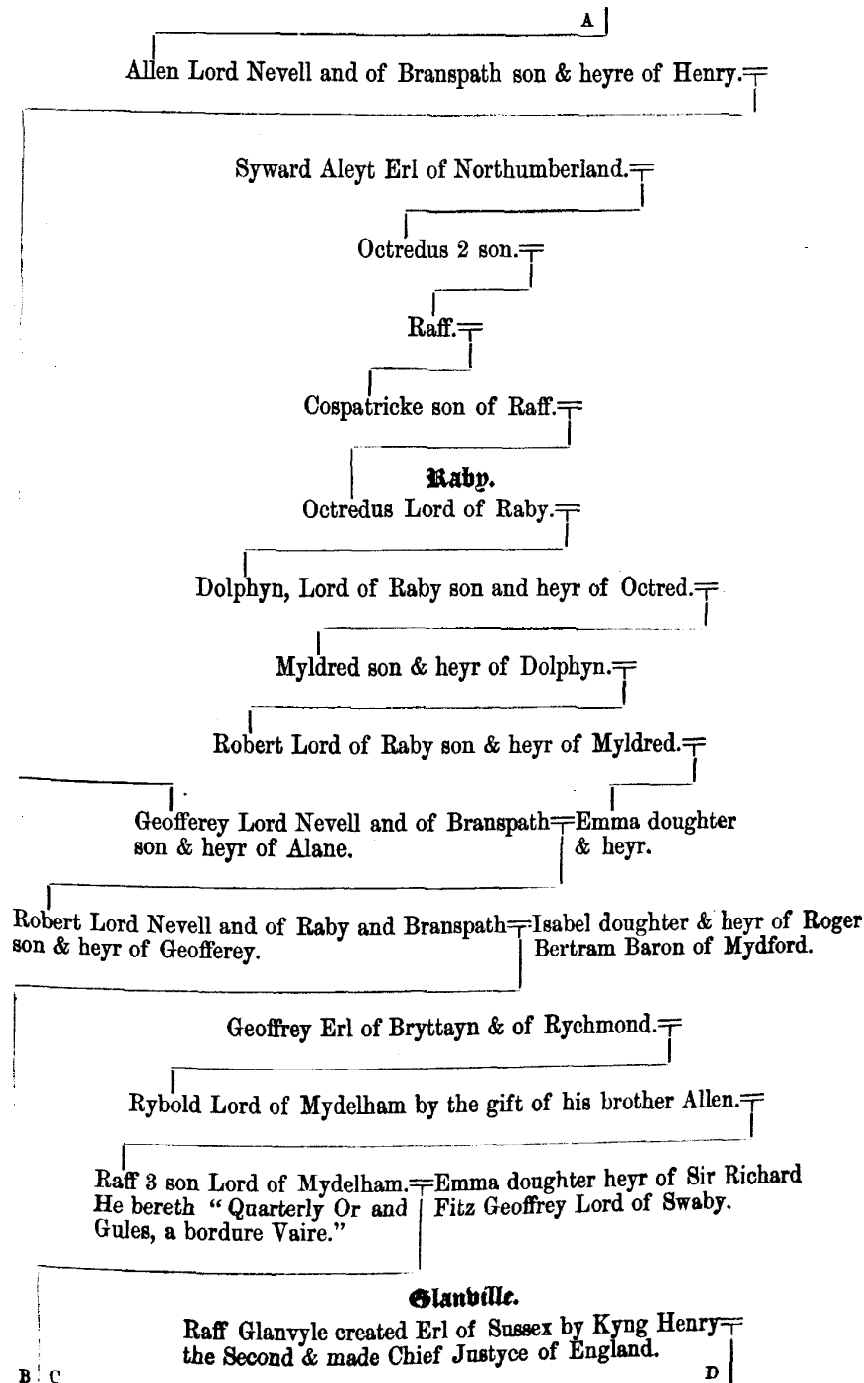 A
Allen Lord Nevell and of Branspath son & heyre of Henry.
Syward Aleyt Erl of Northumberland.
Octredus 2 son.
Raff.
Cospatricke son of Raff.
Raby.
Octredus Lord of Raby.
Dolphyn, Lord of Raby son and heyr of Octred.
Myldred son & heyr of Dolphyn.
Robert Lord of Raby son & heyr of Myldred.
Geofferey Lord Nevell and of Branspath
son & heyr of Alane.
Emma doughter
& heyr.
Robert Lord Nevell and of Raby and Branspath
son & heyr of Geofferey.
Isabel doughter & heyr of Roger
Bertram Baron of Mydford.
Geoffrey Erl of Bryttayn & of Rychmond.
Rybold Lord of Mydelham by the gift of his brother Allen.
Raff 3 son Lord of Mydelham.
He bereth "Quarterly Or and
Gules, a bordure Vaire."
Emma doughter heyr of Sir Richard
Fitz Geoffrey Lord of Swaby.
Glanville.
Raff Glanvyle created Erl of Sussex by Kyng Henry
the Second & made Chief Justyce of England.
B C D